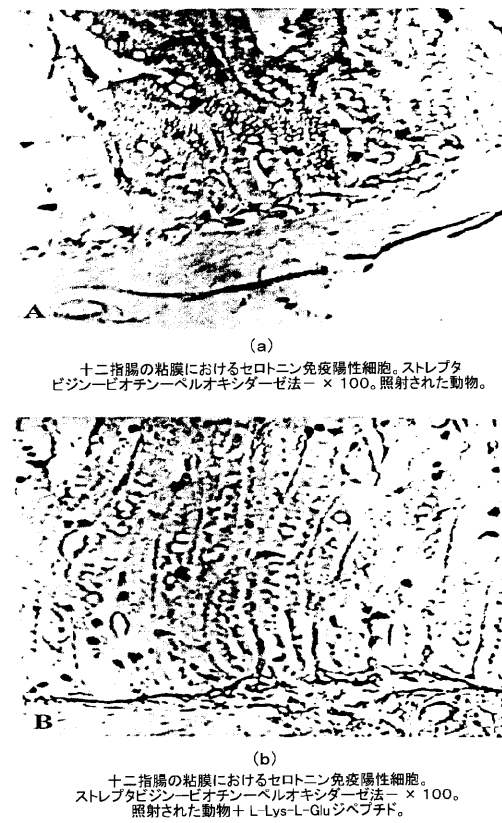 A
(a)
十二指腸の粘膜におけるセロトニン免疫陽性細胞。ストレプタ
ビジン−ビオチン−ペルオキシダーゼ法− × 100。照射された動物。
B
(b)
十二指腸の粘膜におけるセロトニン免疫陽性細胞。
ストレプタビジン−ビオチン−ペルオキシダーゼ法− × 100。
照射された動物+ L-Lys-L-Gluジペプチド。